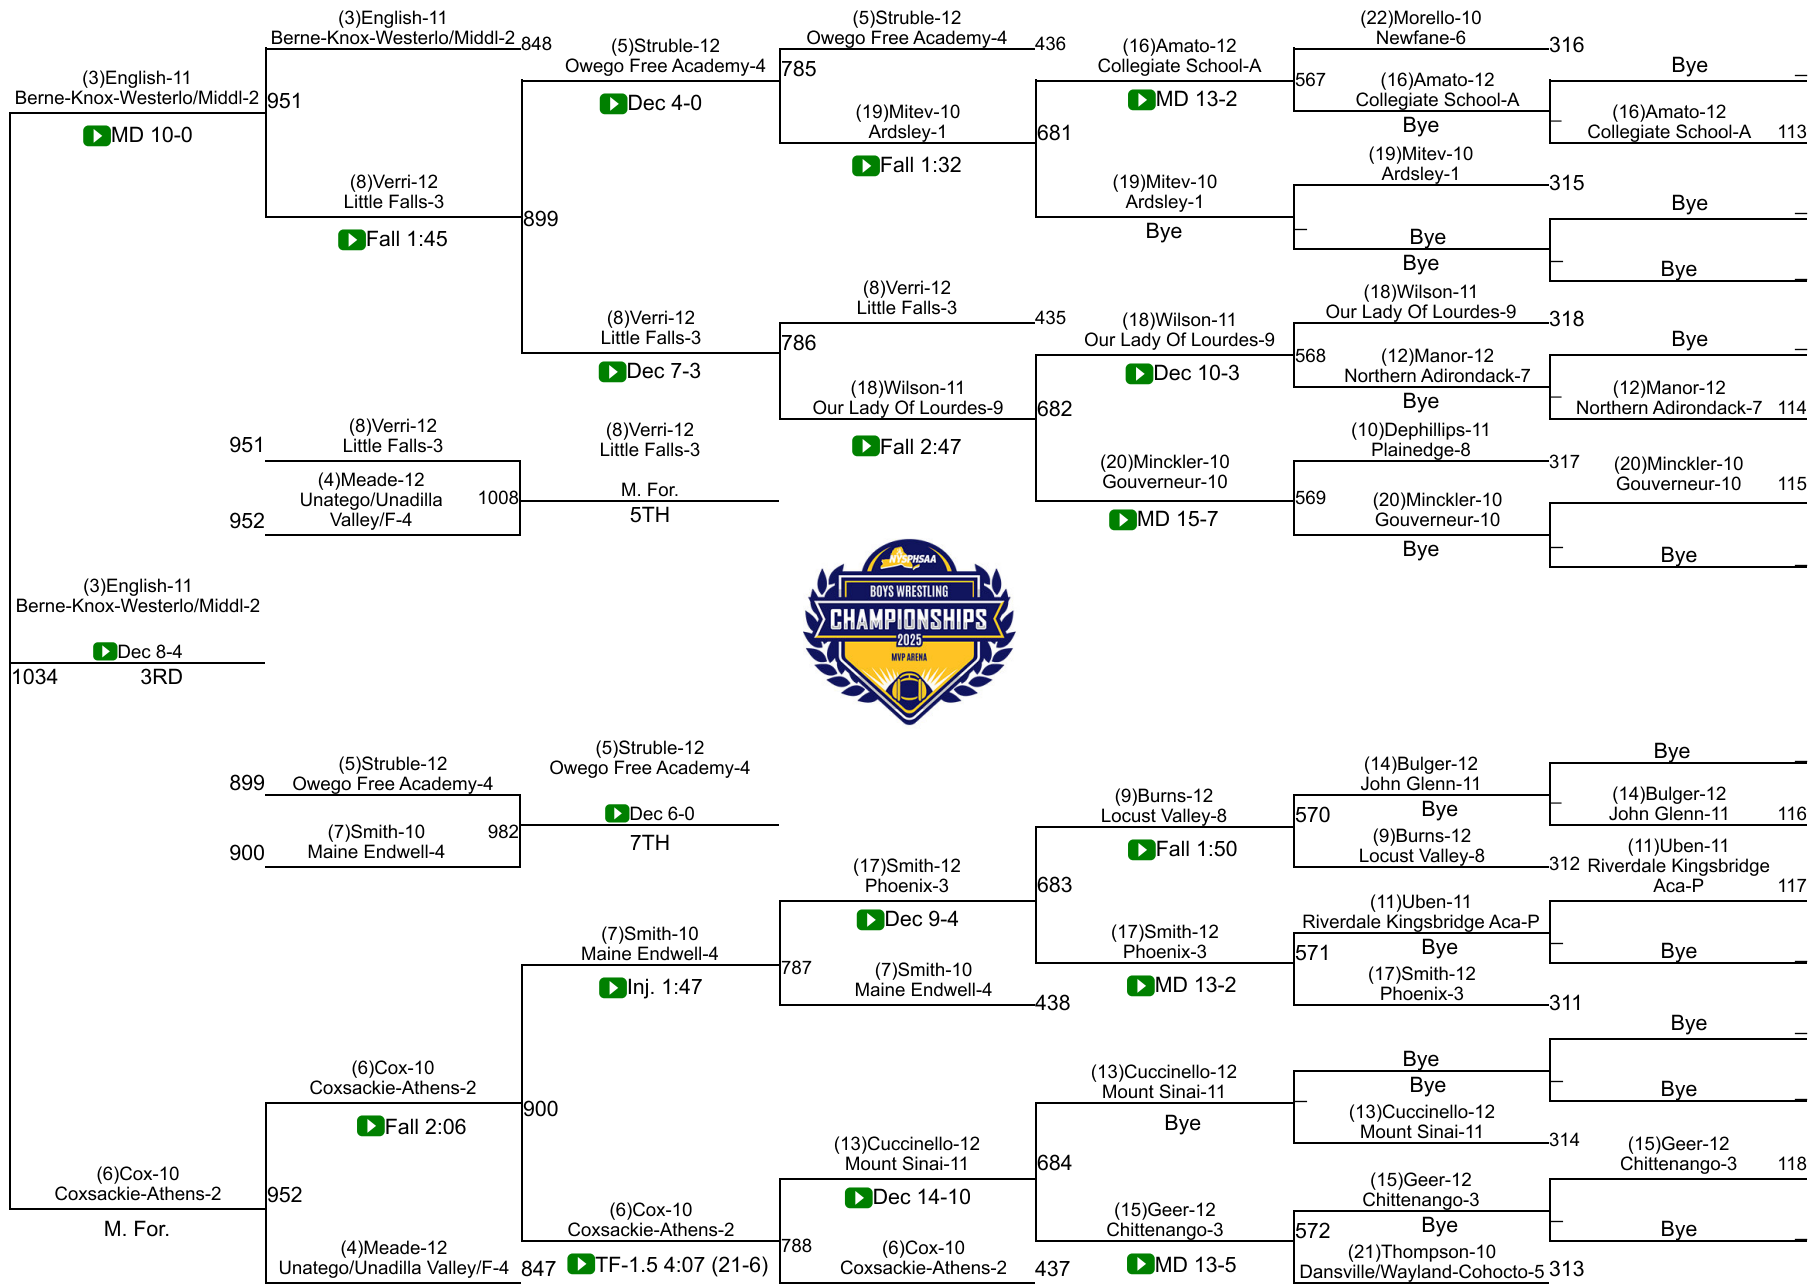 (3)English-11
Berne-Knox-Westerlo/Middl-2
848
(5)Struble-12
Owego Free Academy-4
(5)Struble-12
Owego Free Academy-4
436
785
(16)Amato-12
Collegiate School-A
MD 13-2
(22)Morello-10
Newfane-6
316
567
(16)Amato-12
Collegiate School-A
Bye
Bye
(16)Amato-12
Collegiate School-A
113
(3)English-11
Berne-Knox-Westerlo/Middl-2
951
MD 10-0
Dec 4-0
(19)Mitev-10
Ardsley-1
Fall 1:32
681
(19)Mitev-10
Ardsley-1
315
(8)Verri-12
Little Falls-3
Fall 1:45
899
(19)Mitev-10
Ardsley-1
Bye
Bye
Bye
Bye
Bye
(8)Verri-12
Little Falls-3
Dec 7-3
(8)Verri-12
Little Falls-3
435
786
(18)Wilson-11
Our Lady Of Lourdes-9
Dec 10-3
(18)Wilson-11
Our Lady Of Lourdes-9
318
568
(12)Manor-12
Northern Adirondack-7
Bye
Bye
(12)Manor-12
Northern Adirondack-7
114
(18)Wilson-11
Our Lady Of Lourdes-9
Fall 2:47
682
951
(8)Verri-12
Little Falls-3
(8)Verri-12
Little Falls-3
(10)Dephillips-11
Plainedge-8
317
(20)Minckler-10
Gouverneur-10
MD 15-7
569
(20)Minckler-10
Gouverneur-10
Bye
(20)Minckler-10
Gouverneur-10
115
Bye
952
(4)Meade-12
Unatego/Unadilla
Valley/F-4
1008
M. For.
5TH
NYSPHSAA
BOYS WRESTLING
CHAMPIONSHIPS
2025
MVP ARENA
(3)English-11
Berne-Knox-Westerlo/Middl-2
Dec 8-4
1034
3RD
899
(5)Struble-12
Owego Free Academy-4
(5)Struble-12
Owego Free Academy-4
Dec 6-0
7TH
900
(7)Smith-10
Maine Endwell-4
982
(9)Burns-12
Locust Valley-8
Fall 1:50
(14)Bulger-12
John Glenn-11
Bye
570
(9)Burns-12
Locust Valley-8
312
Bye
(14)Bulger-12
John Glenn-11
116
(11)Uben-11
Riverdale Kingsbridge
Aca-P
117
(17)Smith-12
Phoenix-3
Dec 9-4
683
(7)Smith-10
Maine Endwell-4
Inj. 1:47
787
(7)Smith-10
Maine Endwell-4
438
(17)Smith-12
Phoenix-3
MD 13-2
(11)Uben-11
Riverdale Kingsbridge Aca-P
Bye
571
(17)Smith-12
Phoenix-3
311
Bye
Bye
Bye
(6)Cox-10
Coxsackie-Athens-2
Fall 2:06
900
(13)Cuccinello-12
Mount Sinai-11
Bye
Bye
Bye
(13)Cuccinello-12
Mount Sinai-11
314
(13)Cuccinello-12
Mount Sinai-11
Dec 14-10
684
(15)Geer-12
Chittenango-3
118
(6)Cox-10
Coxsackie-Athens-2
M. For.
952
(6)Cox-10
Coxsackie-Athens-2
TF-1.5 4:07 (21-6)
788
(15)Geer-12
Chittenango-3
MD 13-5
(15)Geer-12
Chittenango-3
Bye
572
Bye
(4)Meade-12
Unatego/Unadilla Valley/F-4
847
(6)Cox-10
Coxsackie-Athens-2
437
(21)Thompson-10
Dansville/Wayland-Cohocto-5
313